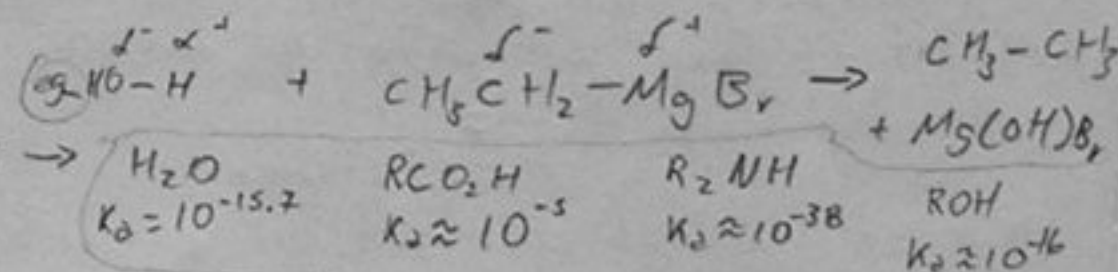 δ⁻ δ⁺ δ⁻ δ⁺
eg. HO-H + CH₃CH₂-MgBr → CH₃-CH₃
+ Mg(OH)Br
→ H₂O RCO₂H R₂NH ROH
Ka = 10⁻¹⁵·⁷ Ka ≈ 10⁻⁵ Ka ≈ 10⁻³⁸ Ka ≈ 10⁻¹⁶